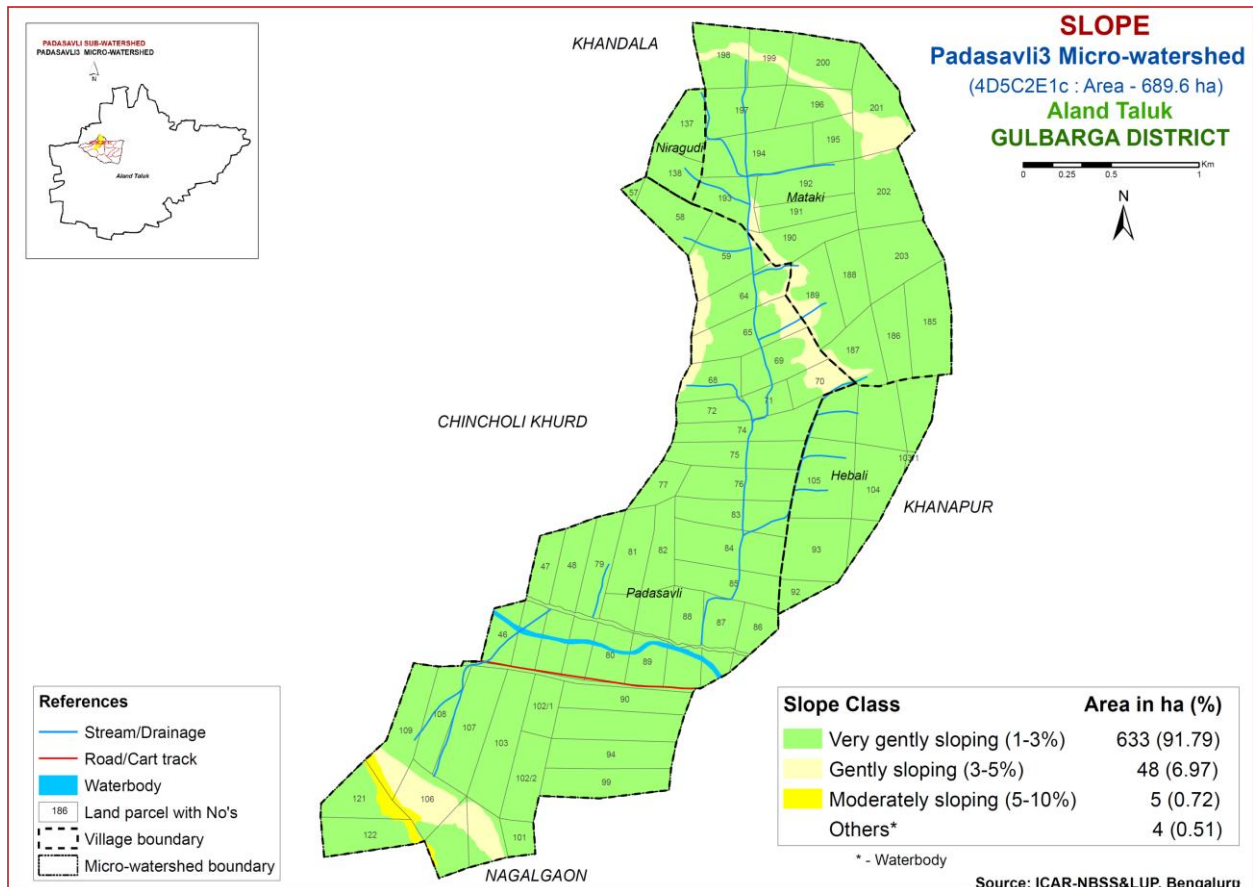 PADASAVLI SUB-WATERSHED
PADASAVLI3 MICRO-WATERSHED
N
Aland Taluk
SLOPE
Padasavli3 Micro-watershed
(4D5C2E1c : Area - 689.6 ha)
Aland Taluk
GULBARGA DISTRICT
Km
0 0.25 0.5 1
N
KHANDALA
198 199 200
197 196 201
137
195
Niragudi 194
138 192 202
57 193 Mataki
191
58
190
59 203
188
64 189
65 185
186
69 187
68 70
71
72
CHINCHOLI KHURD
74
75 103/1
76 Hebali
77 105 104
KHANAPUR
83
81 82 84 93
47 48 79
85 92
Padasavli
88 87 86
46
80 89
90
102/1
108
109 107 103
94
102/2 99
106
121
122 101
NAGALGAON
References
Stream/Drainage
Road/Cart track
Waterbody
186 Land parcel with No's
Village boundary
Micro-watershed boundary
Slope Class Area in ha (%)
Very gently sloping (1-3%) 633 (91.79)
Gently sloping (3-5%) 48 (6.97)
Moderately sloping (5-10%) 5 (0.72)
Others* 4 (0.51)
* - Waterbody
Source: ICAR-NBSS&LUP, Bengaluru